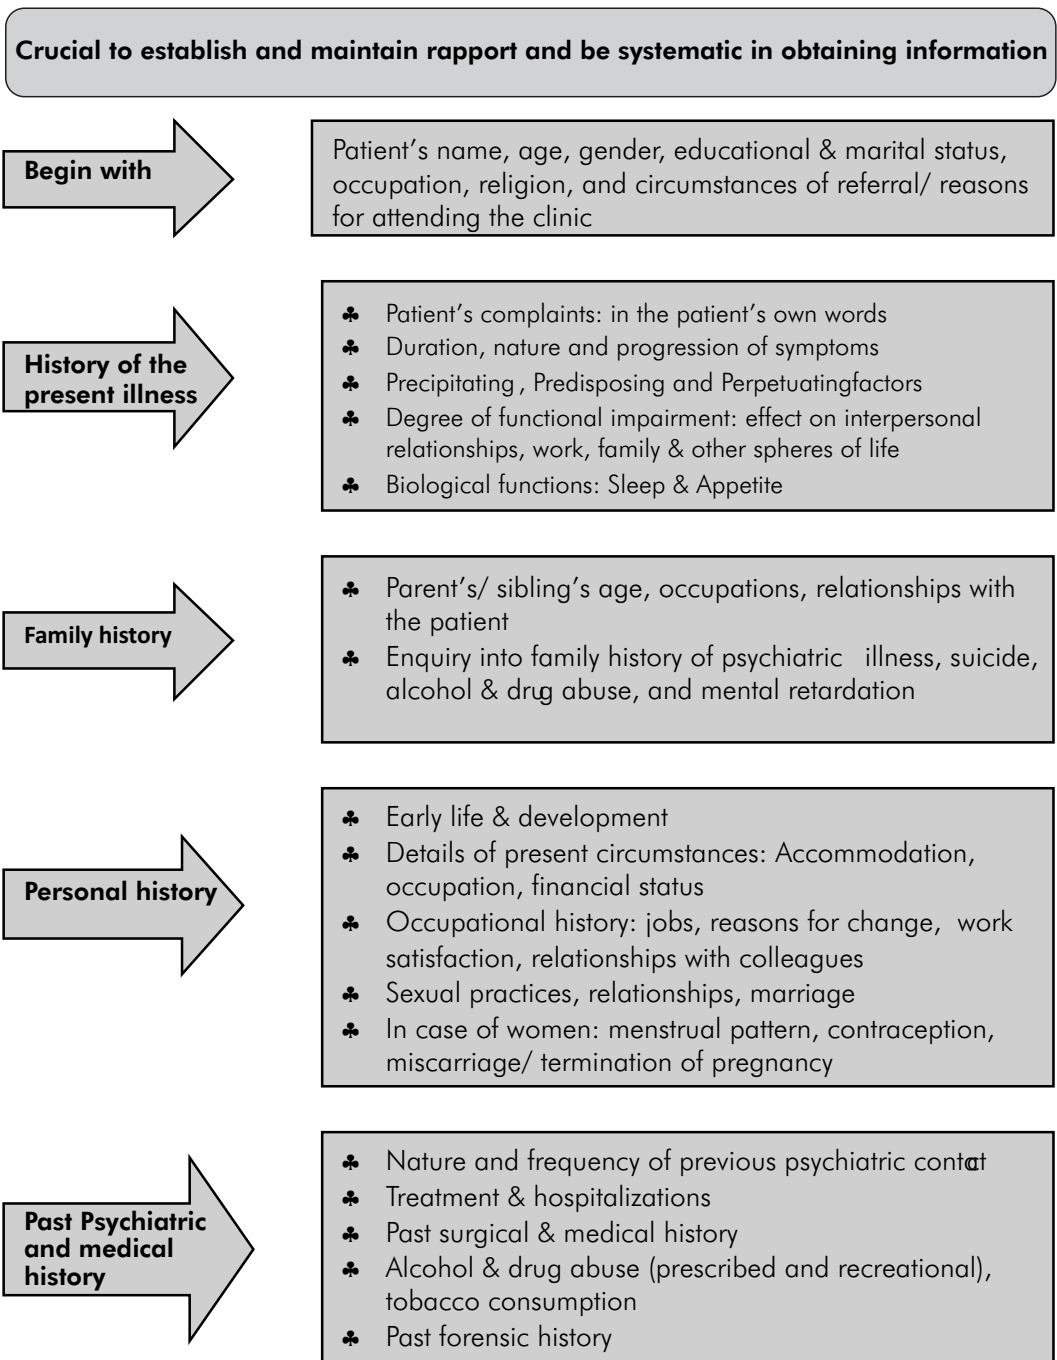 Crucial to establish and maintain rapport and be systematic in obtaining information
Begin with
Patient's name, age, gender, educational & marital status,
occupation, religion, and circumstances of referral/ reasons
for attending the clinic
History of the
present illness
♣ Patient's complaints: in the patient's own words
♣ Duration, nature and progression of symptoms
♣ Precipitating , Predisposing and Perpetuatingfactors
♣ Degree of functional impairment: effect on interpersonal
relationships, work, family & other spheres of life
♣ Biological functions: Sleep & Appetite
Family history
♣ Parent's/ sibling's age, occupations, relationships with
the patient
♣ Enquiry into family history of psychiatric illness, suicide,
alcohol & drug abuse, and mental retardation
Personal history
♣ Early life & development
♣ Details of present circumstances: Accommodation,
occupation, financial status
♣ Occupational history: jobs, reasons for change, work
satisfaction, relationships with colleagues
♣ Sexual practices, relationships, marriage
♣ In case of women: menstrual pattern, contraception,
miscarriage/ termination of pregnancy
Past Psychiatric
and medical
history
♣ Nature and frequency of previous psychiatric contact
♣ Treatment & hospitalizations
♣ Past surgical & medical history
♣ Alcohol & drug abuse (prescribed and recreational),
tobacco consumption
♣ Past forensic history